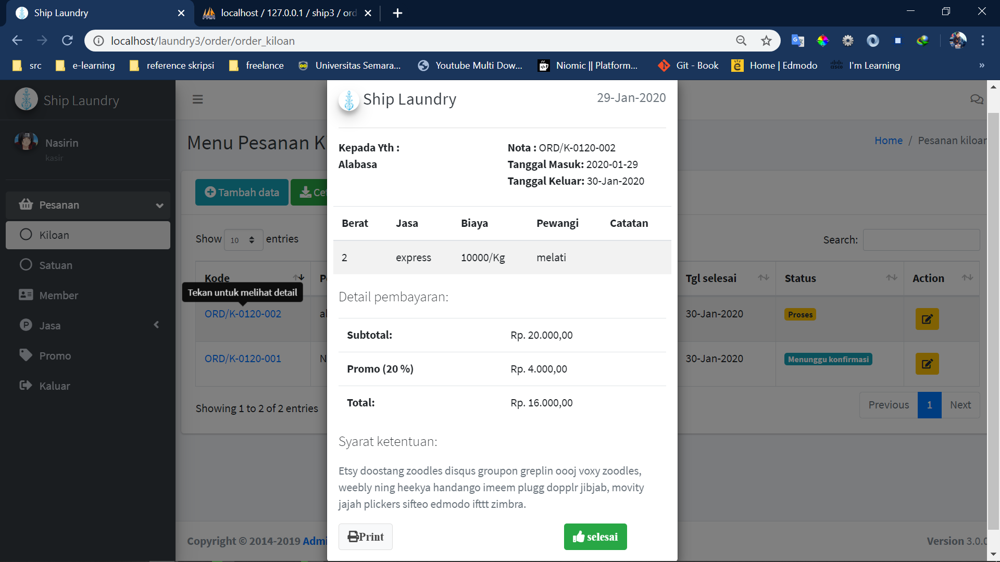 Ship Laundry
localhost / 127.0.0.1 / ship3 / ord
localhost/laundry3/order/order_kiloan
src
e-learning
reference skripsi
freelance
Universitas Semara...
Youtube Multi Dow...
Niomic || Platform...
Git - Book
Home | Edmodo
I'm Learning
»
Ship Laundry
Nasirin
kasir
Pesanan
Kiloan
Satuan
Member
Jasa
Promo
Kaluar
Menu Pesanan K
Home / Pesanan kiloan
Tambah data
Cet
Show 10 entries
Search:
Kode
Tgl selesai
Status
Action
Tekan untuk melihat detail
ORD/K-0120-002
30-Jan-2020
Proses
ORD/K-0120-001
N
30-Jan-2020
Menunggu konfirmasi
Showing 1 to 2 of 2 entries
Previous 1 Next
Copyright © 2014-2019 Admi
Version 3.0.0
Ship Laundry
29-Jan-2020
Kepada Yth :
Alabasa
Nota : ORD/K-0120-002
Tanggal Masuk: 2020-01-29
Tanggal Keluar: 30-Jan-2020
Berat Jasa Biaya Pewangi Catatan
2 express 10000/Kg melati
Detail pembayaran:
Subtotal: Rp. 20.000,00
Promo (20 %) Rp. 4.000,00
Total: Rp. 16.000,00
Syarat ketentuan:
Etsy doostang zoodles disqus groupon greplin oooj voxy zoodles,
weebly ning heekya handango imeem plugg dopplr jibjab, movity
jajah plickers sifteo edmodo ifttt zimbra.
Print
selesai